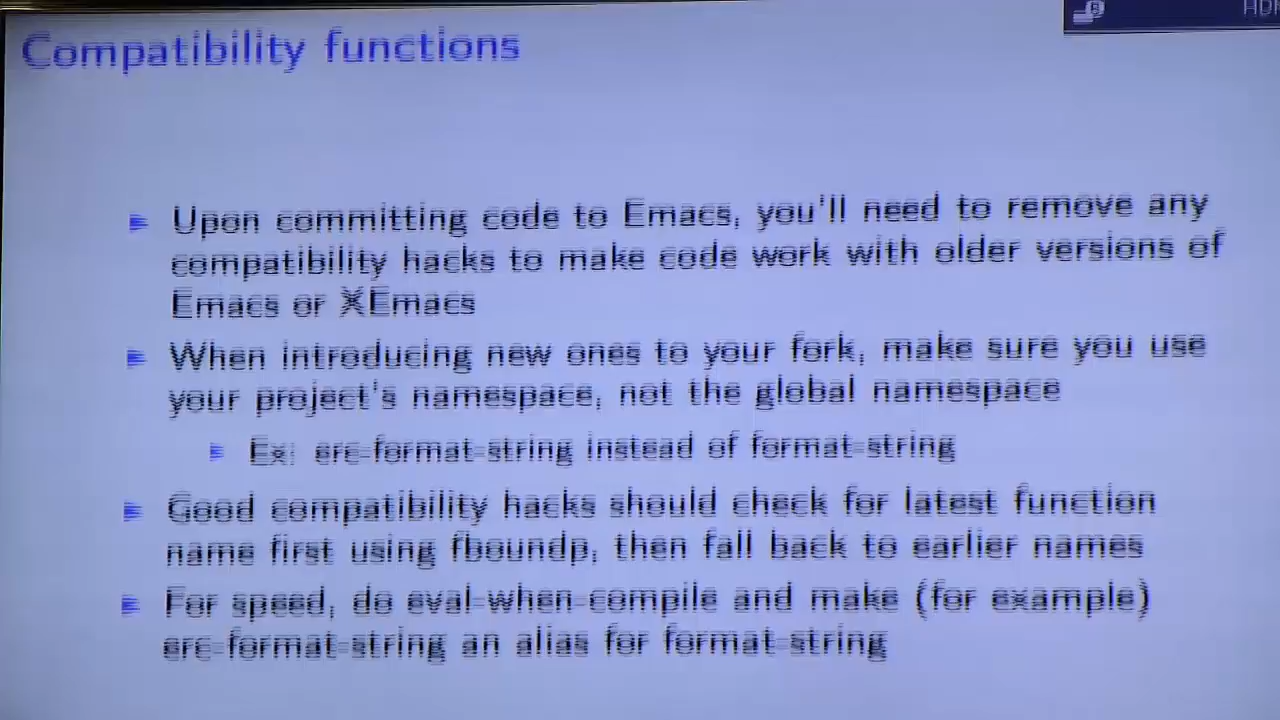 Compatibility functions
Upon committing code to Emacs, you'll need to remove any
compatibility hacks to make code work with older versions of
Emacs or XEmacs
When introducing new ones to your fork, make sure you use
your project's namespace, not the global namespace
Ex: erc-format-string instead of format-string
Good compatibility hacks should check for latest function
name first using fboundp, then fall back to earlier names
For speed, do eval-when-compile and make (for example)
erc-format-string an alias for format-string